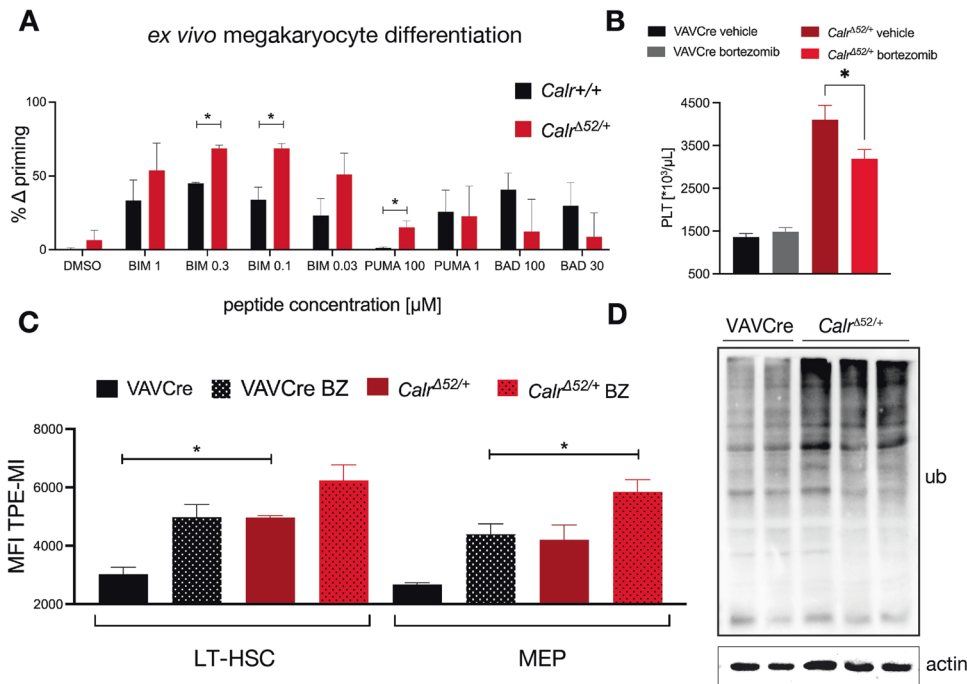 A
ex vivo megakaryocyte differentiation
Calr+/+
CalrΔ52/+
% Δ priming
100
50
0
DMSO BIM 1 BIM 0.3 BIM 0.1 BIM 0.03 PUMA 100 PUMA 1 BAD 100 BAD 30
* * *
peptide concentration [µM]
B
VAVCre vehicle
VAVCre bortezomib
CalrΔ52/+ vehicle
CalrΔ52/+ bortezomib
*
PLT [*10³/µL]
4500
3500
2500
1500
500
C
VAVCre VAVCre BZ CalrΔ52/+ CalrΔ52/+ BZ
MFI TPE-MI
8000
6000
4000
2000
* *
LT-HSC MEP
D
VAVCre CalrΔ52/+
ub
actin